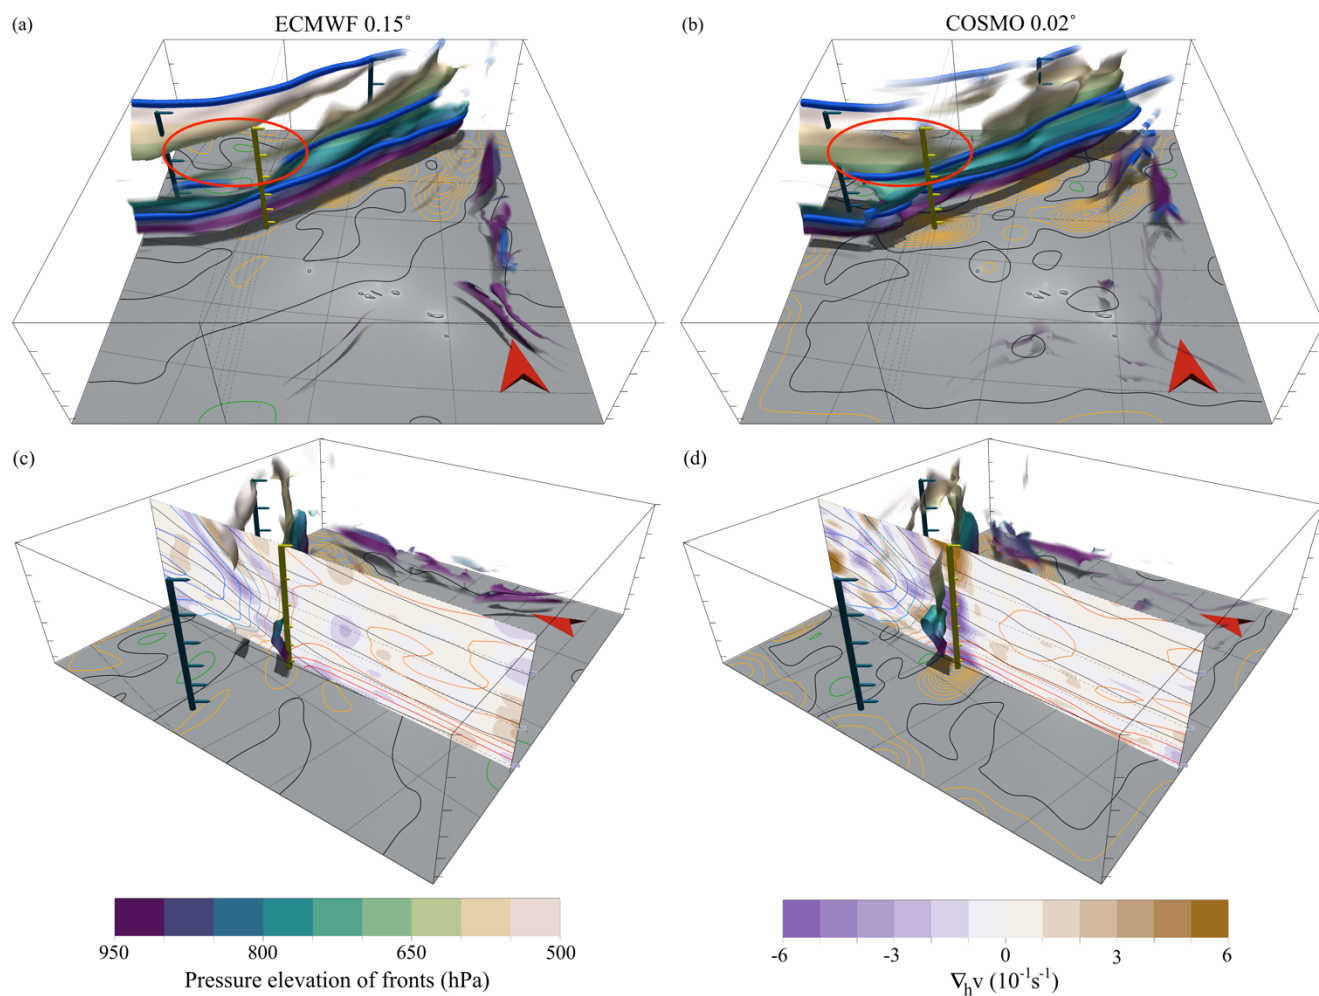 (a) ECMWF 0.15°
(b) COSMO 0.02°
(c)
(d)
950 800 650 500
Pressure elevation of fronts (hPa)
-6 -3 0 3 6
∇ₕv (10⁻¹s⁻¹)